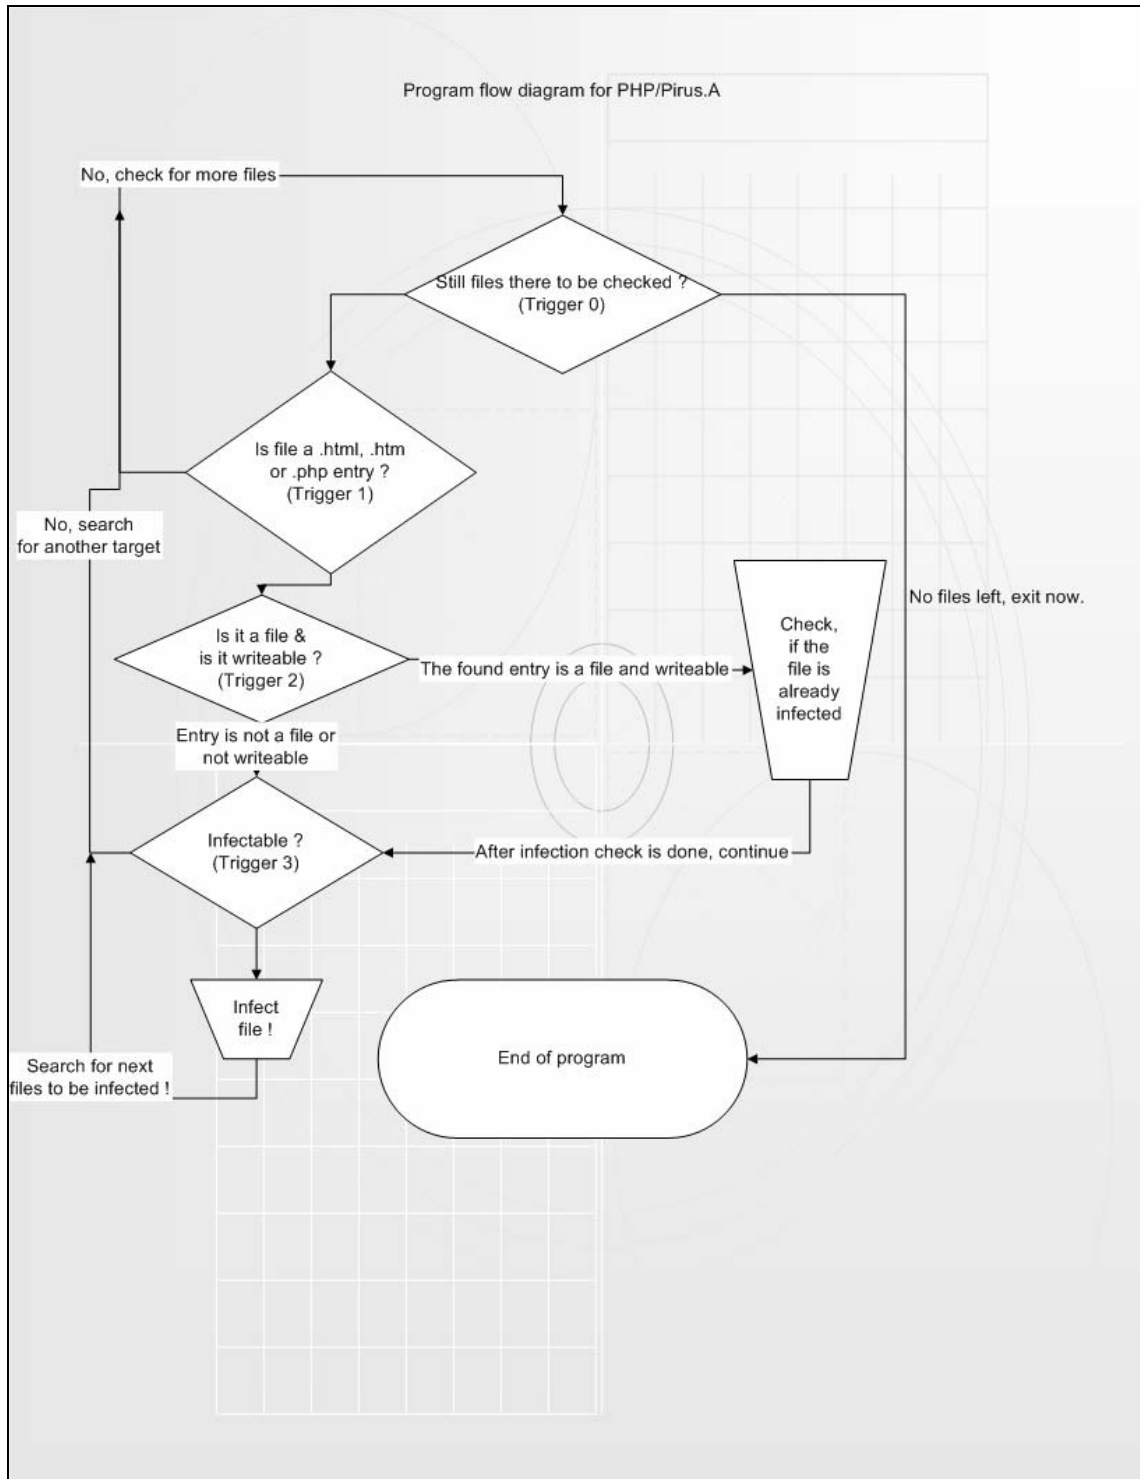 Program flow diagram for PHP/Pirus.A
No, check for more files
Still files there to be checked ?
(Trigger 0)
Is file a .html, .htm
or .php entry ?
(Trigger 1)
No, search
for another target
No files left, exit now.
Check,
if the
file is
already
infected
Is it a file &
is it writeable ?
(Trigger 2)
The found entry is a file and writeable
Entry is not a file or
not writeable
Infectable ?
(Trigger 3)
After infection check is done, continue
Infect
file !
End of program
Search for next
files to be infected !